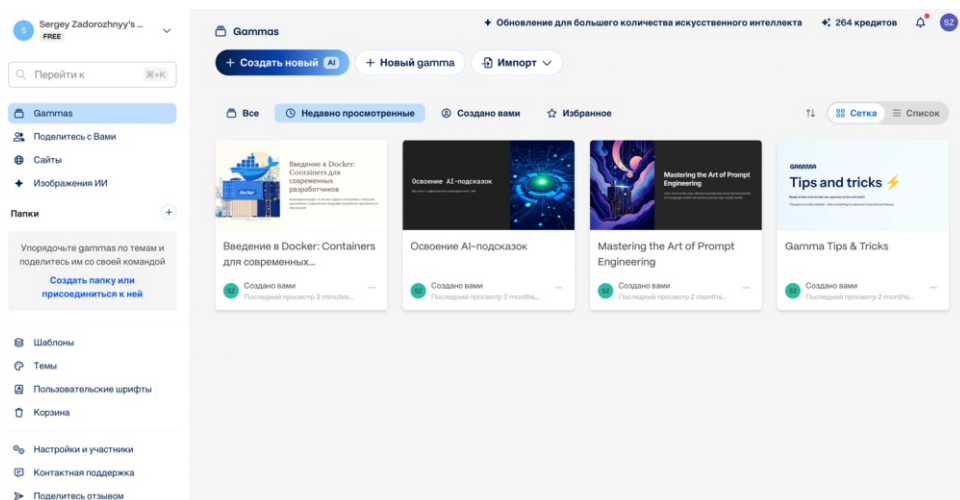 S
Sergey Zadorozhnyy's ...
FREE
Перейти к
⌘+K
Gammas
Поделитесь с Вами
Сайты
Изображения ИИ
Папки
+
Упорядочьте gammas по темам и
поделитесь им со своей командой
Создать папку или
присоединиться к ней
Шаблоны
Темы
Пользовательские шрифты
Корзина
Настройки и участники
Контактная поддержка
Поделитесь отзывом
Gammas
Обновление для большего количества искусственного интеллекта
264 кредитов
SZ
+ Создать новый AI
+ Новый gamma
Импорт
Все
Недавно просмотренные
Создано вами
Избранное
Сетка
Список
Введение в Docker:
Containers для
современных
разработчиков
docker
Введение в Docker: Containers
для современных...
SZ
Создано вами
Последний просмотр 3 minutes...
Освоение AI-подсказок
Освоение AI-подсказок
SZ
Создано вами
Последний просмотр 2 months...
Mastering the Art of Prompt
Engineering
Mastering the Art of Prompt
Engineering
SZ
Создано вами
Последний просмотр 2 months...
GAMMA
Tips and tricks ⚡
Gamma Tips & Tricks
SZ
Создано вами
Последний просмотр 2 months...